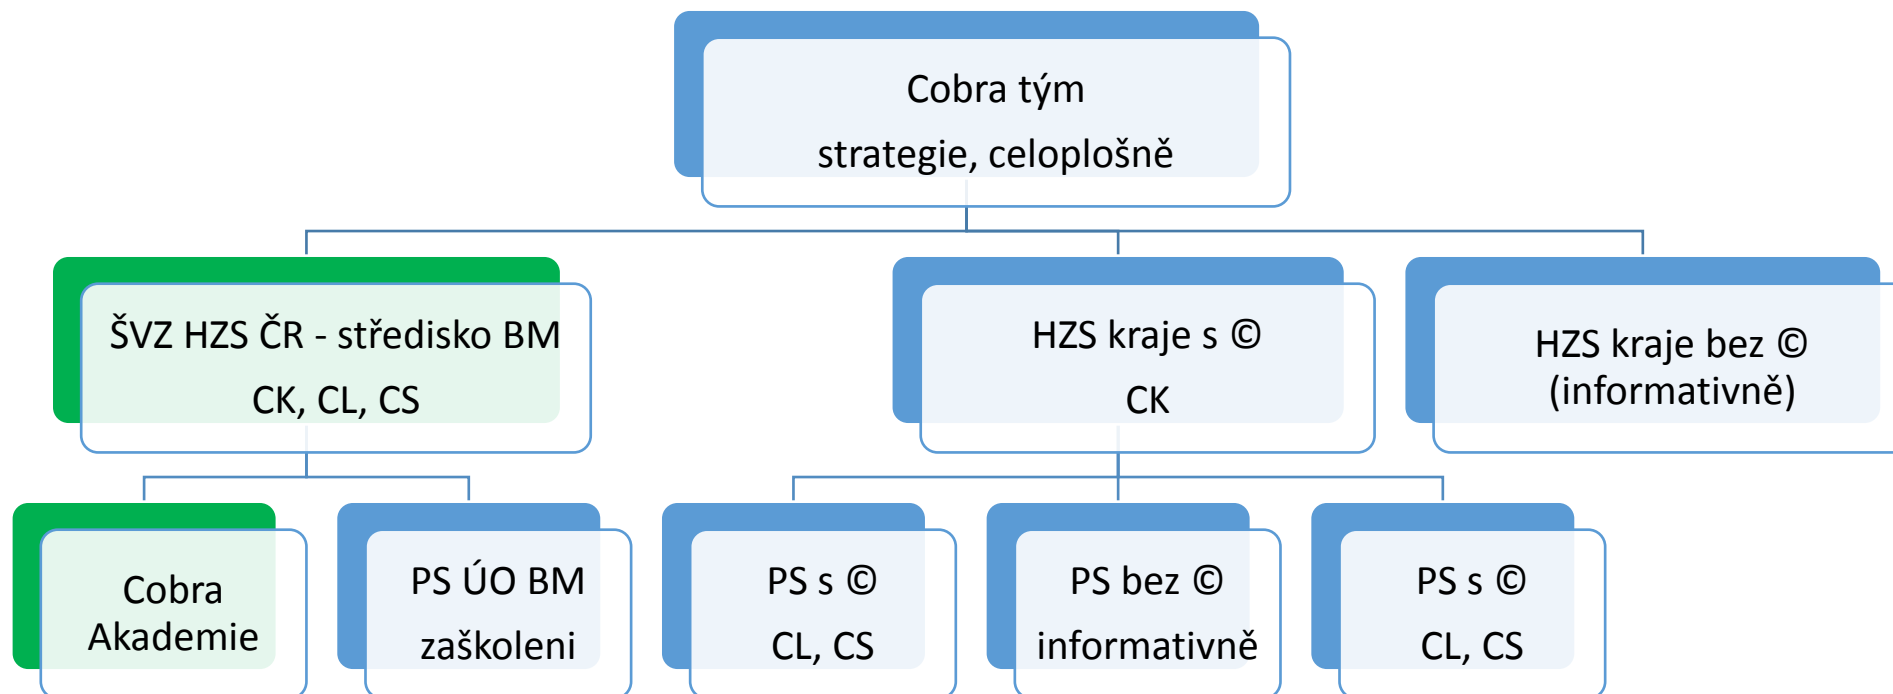 Cobra tým
strategie, celoplošně
ŠVZ HZS ČR - středisko BM
CK, CL, CS
HZS kraje s ©
CK
HZS kraje bez ©
(informativně)
Cobra
Akademie
PS ÚO BM
zaškoleni
PS s ©
CL, CS
PS bez ©
informativně
PS s ©
CL, CS